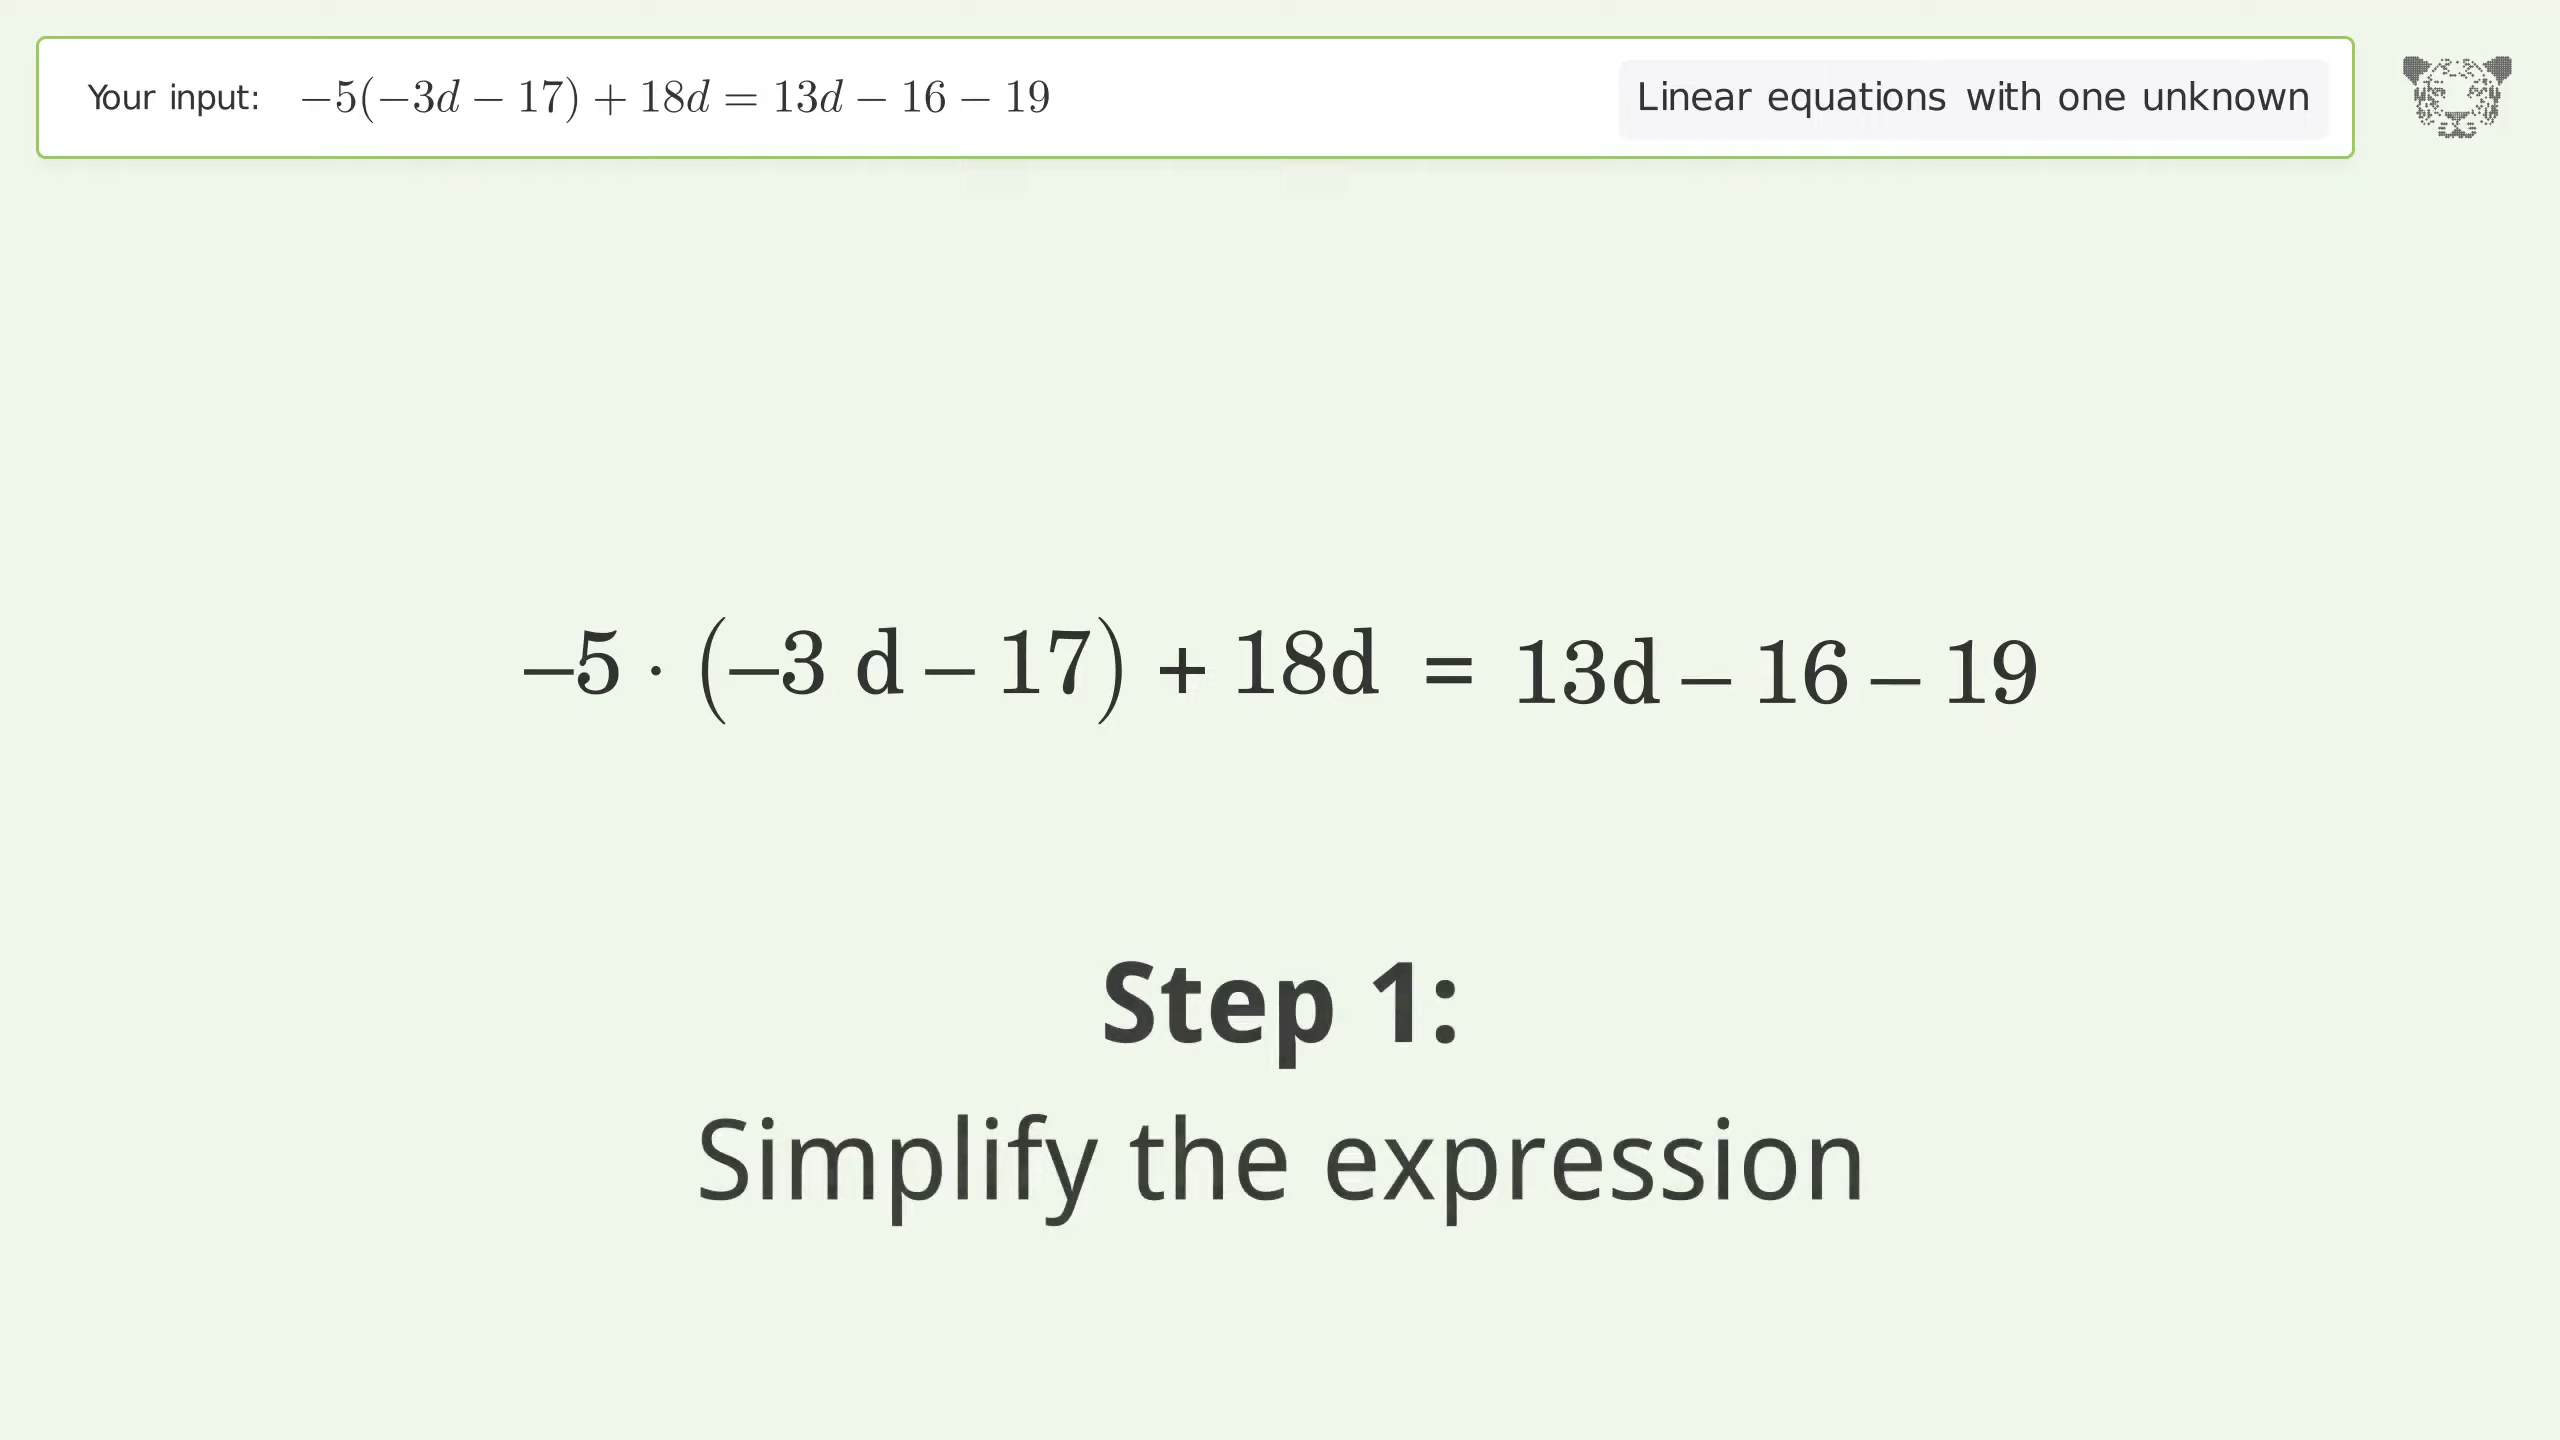 Your input: −5(−3d − 17) + 18d = 13d − 16 − 19 Linear equations with one unknown
−5 · (−3 d − 17) + 18d = 13d − 16 − 19
Step 1:
Simplify the expression